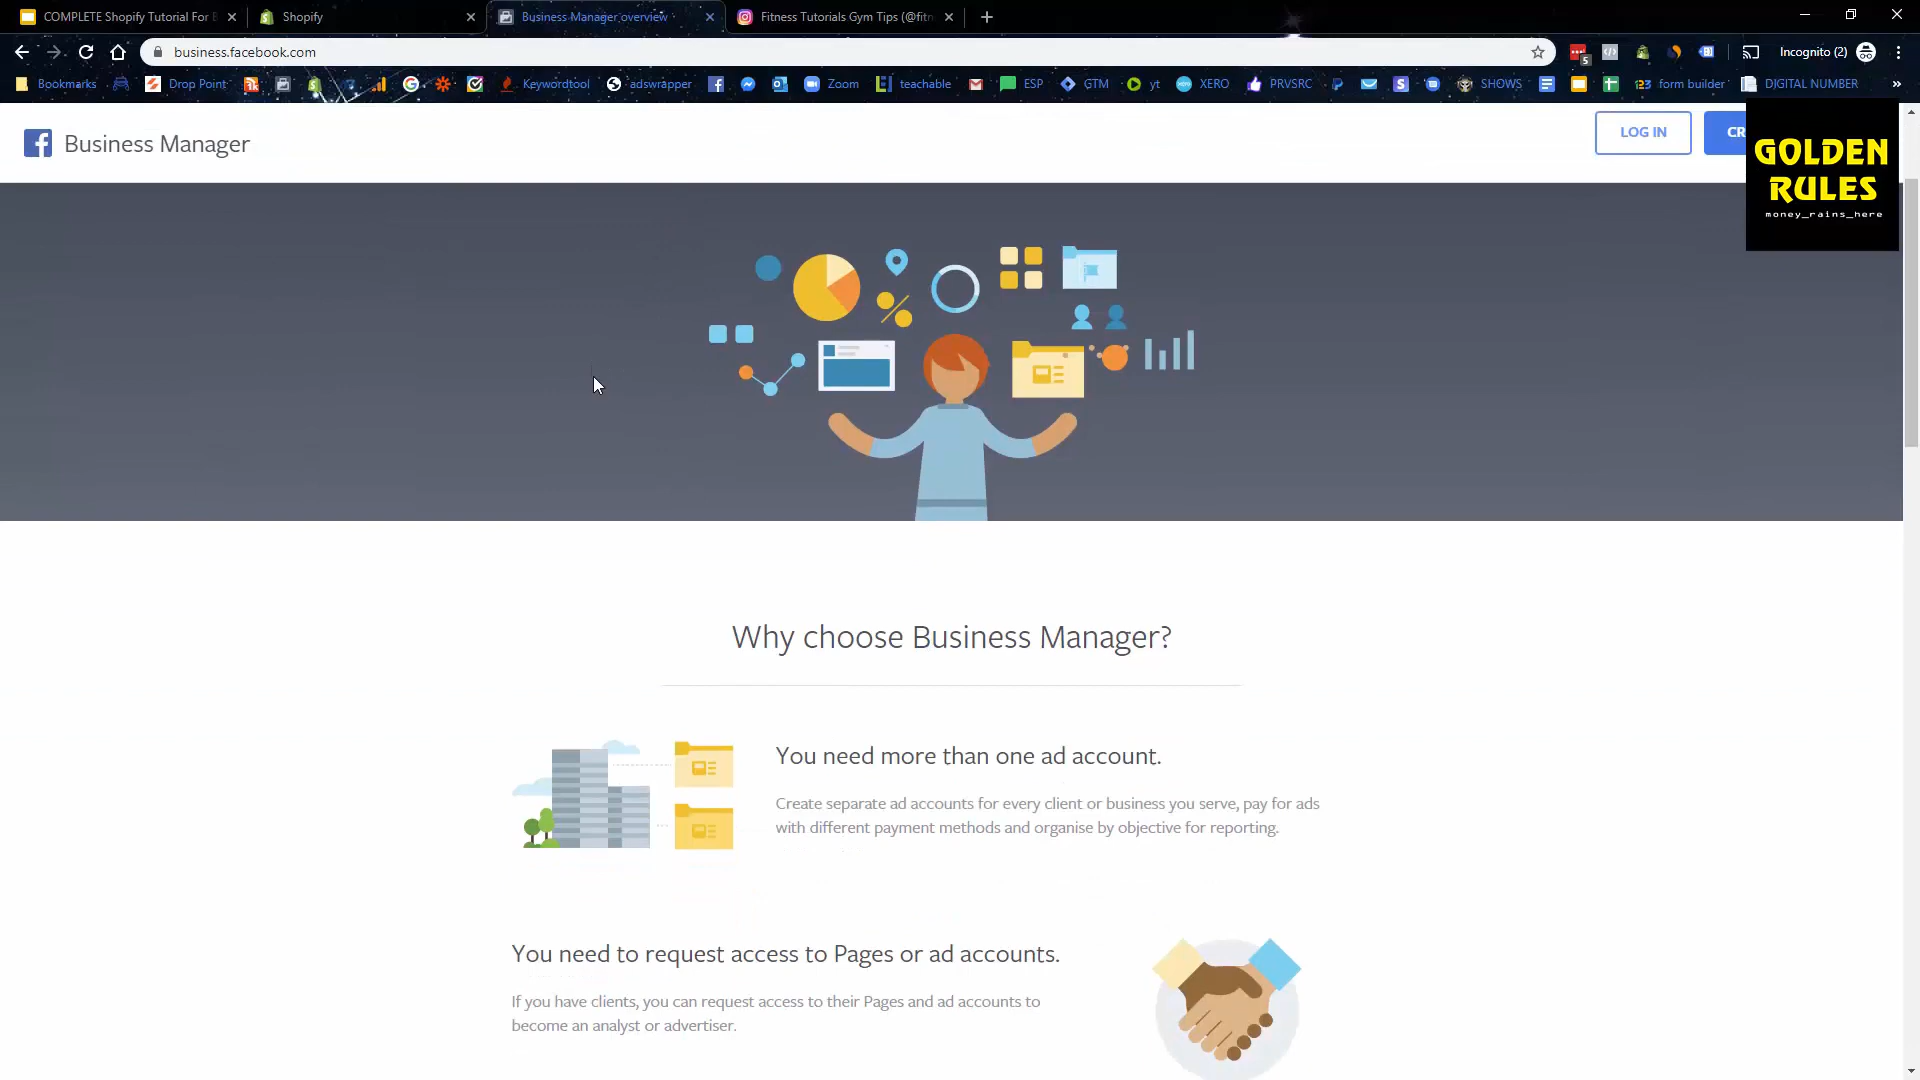 COMPLETE Shopify Tutorial For
Shopify
Business Manager overview
Fitness Tutorials Gym Tips (@fitn
business.facebook.com
Incognito (2)
Bookmarks
Drop Point
Keywordtool
adswrapper
Zoom
teachable
ESP
GTM
yt
XERO
PRVSRC
SHOWS
123 form builder
DIGITAL NUMBER
Business Manager
LOG IN
CR
GOLDEN
RULES
money_rains_here
Why choose Business Manager?
You need more than one ad account.
Create separate ad accounts for every client or business you serve, pay for ads
with different payment methods and organise by objective for reporting.
You need to request access to Pages or ad accounts.
If you have clients, you can request access to their Pages and ad accounts to
become an analyst or advertiser.